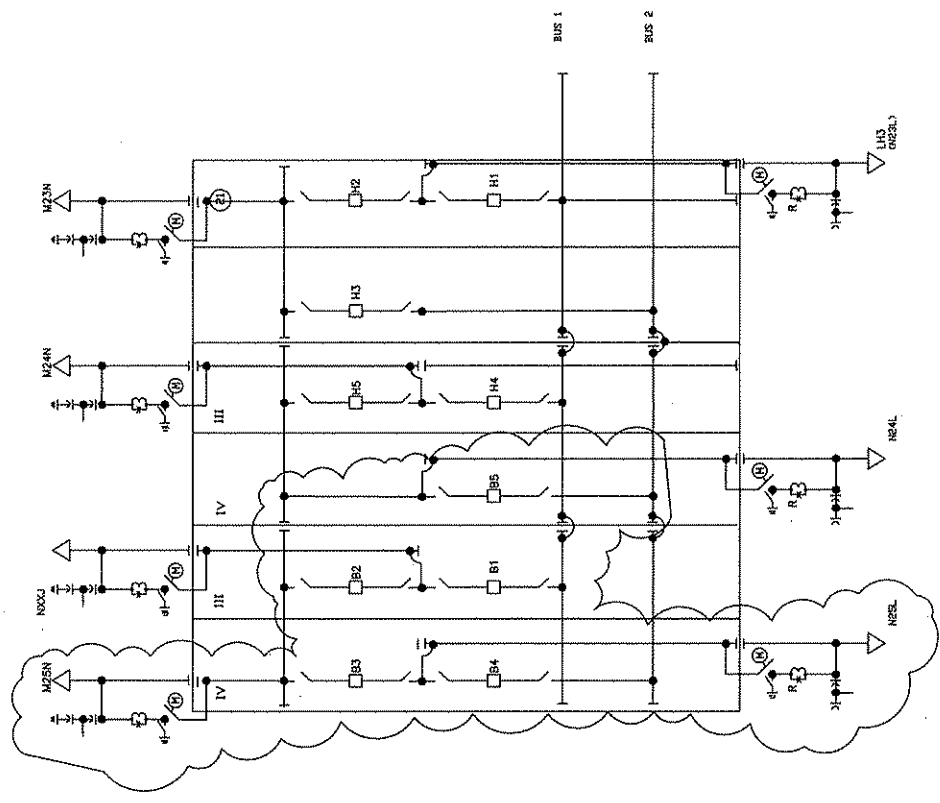 BUS 1
BUS 2
M23N
M24N
NXXJ
M25N
21
M
M
M
M
III
IV
III
IV
H2
H3
H5
B2
B3
H1
H4
B5
B1
B4
M
R
LH3
(N23L)
M
R
N24L
M
R
N25L